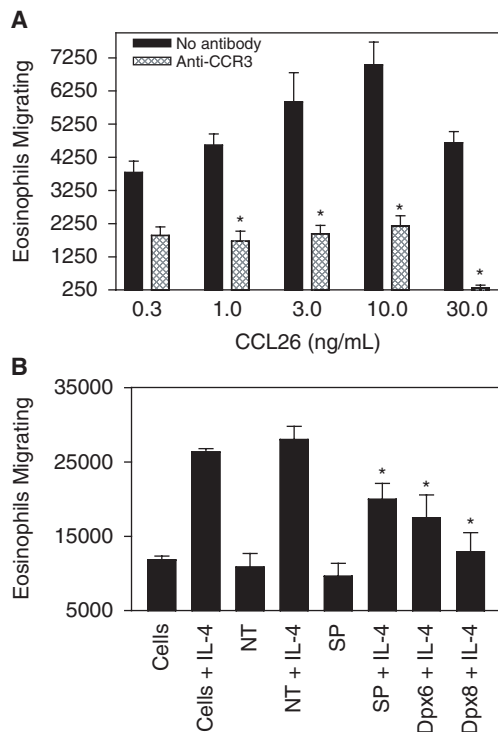 A
No antibody
Anti-CCR3
Eosinophils Migrating
7250
6250
5250
4250
3250
2250
1250
250
* * * *
0.3 1.0 3.0 10.0 30.0
CCL26 (ng/mL)
B
Eosinophils Migrating
35000
25000
15000
5000
* * *
Cells
Cells + IL-4
NT
NT + IL-4
SP
SP + IL-4
Dpx6 + IL-4
Dpx8 + IL-4